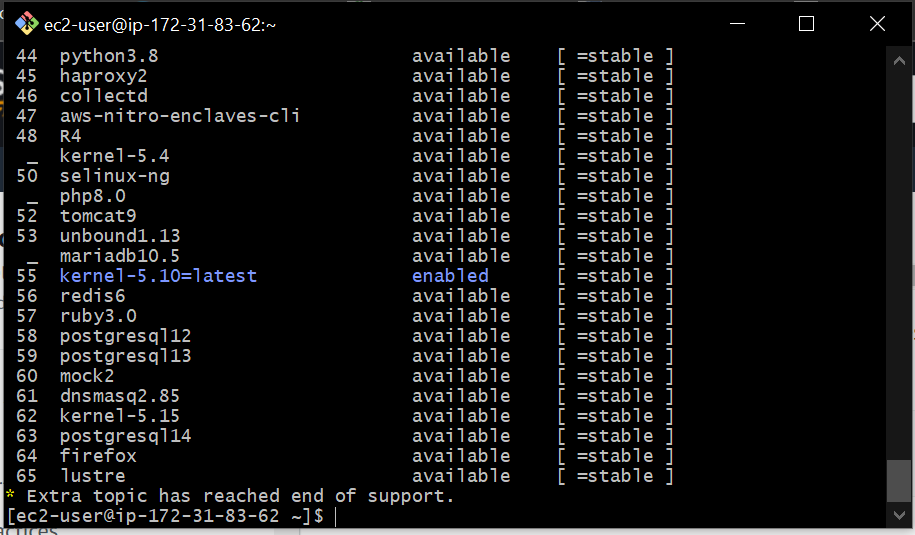 ec2-user@ip-172-31-83-62:~
44 python3.8 available [ =stable ]
45 haproxy2 available [ =stable ]
46 collectd available [ =stable ]
47 aws-nitro-enclaves-cli available [ =stable ]
48 R4 available [ =stable ]
_ kernel-5.4 available [ =stable ]
50 selinux-ng available [ =stable ]
_ php8.0 available [ =stable ]
52 tomcat9 available [ =stable ]
53 unbound1.13 available [ =stable ]
_ mariadb10.5 available [ =stable ]
55 kernel-5.10=latest enabled [ =stable ]
56 redis6 available [ =stable ]
57 ruby3.0 available [ =stable ]
58 postgresql12 available [ =stable ]
59 postgresql13 available [ =stable ]
60 mock2 available [ =stable ]
61 dnsmasq2.85 available [ =stable ]
62 kernel-5.15 available [ =stable ]
63 postgresql14 available [ =stable ]
64 firefox available [ =stable ]
65 lustre available [ =stable ]
* Extra topic has reached end of support.
[ec2-user@ip-172-31-83-62 ~]$